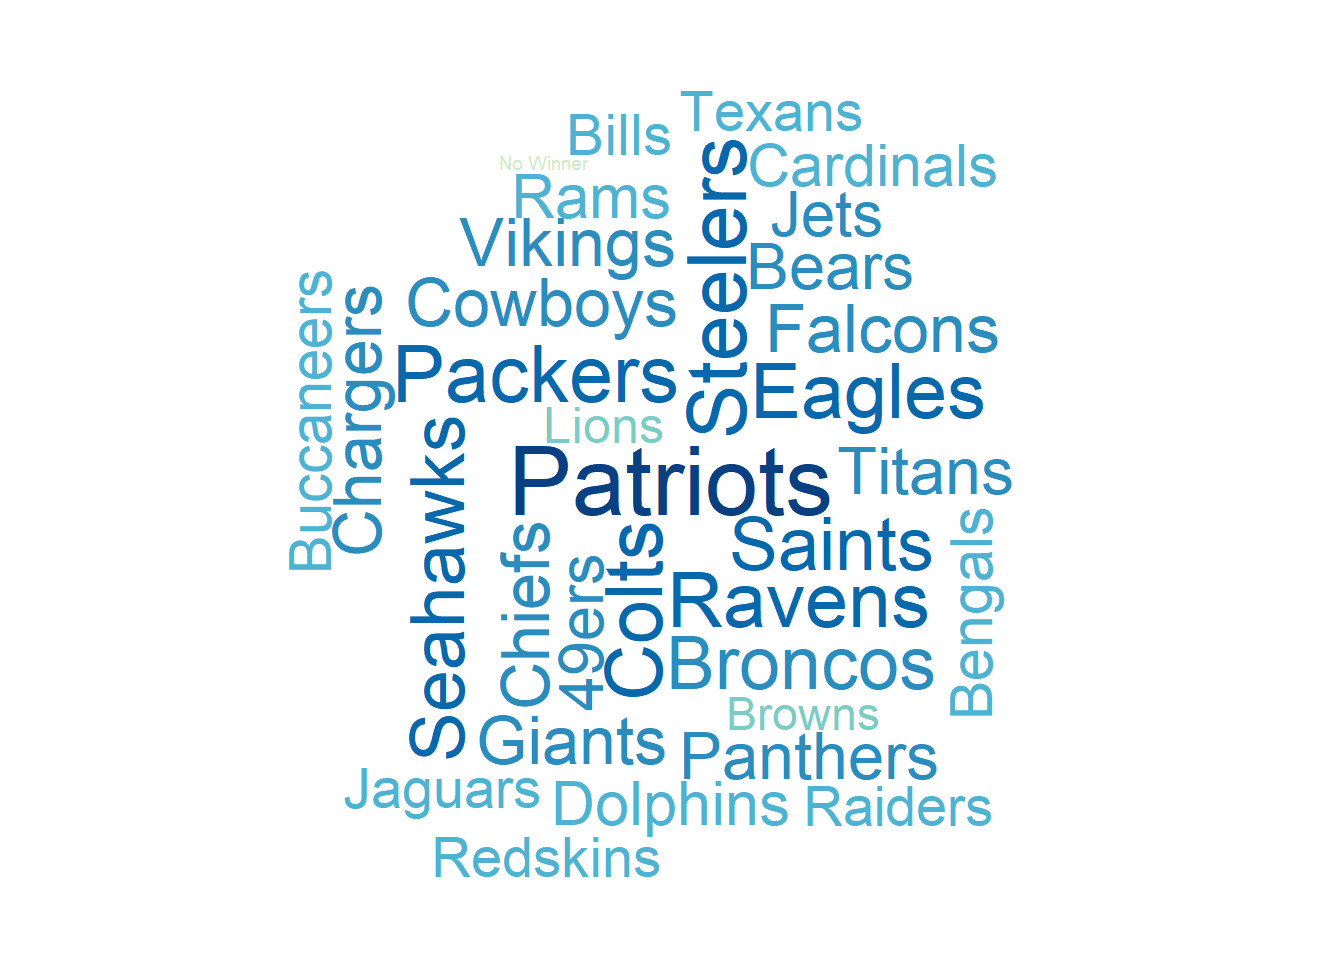 Texans
Bills
Cardinals
No Winner
Rams
Steelers
Jets
Vikings
Bears
Cowboys
Falcons
Buccaneers
Chargers
Packers
Eagles
Lions
Seahawks
Patriots
Titans
Saints
Bengals
Chiefs
49ers
Colts
Ravens
Broncos
Browns
Giants
Panthers
Jaguars
Dolphins
Raiders
Redskins